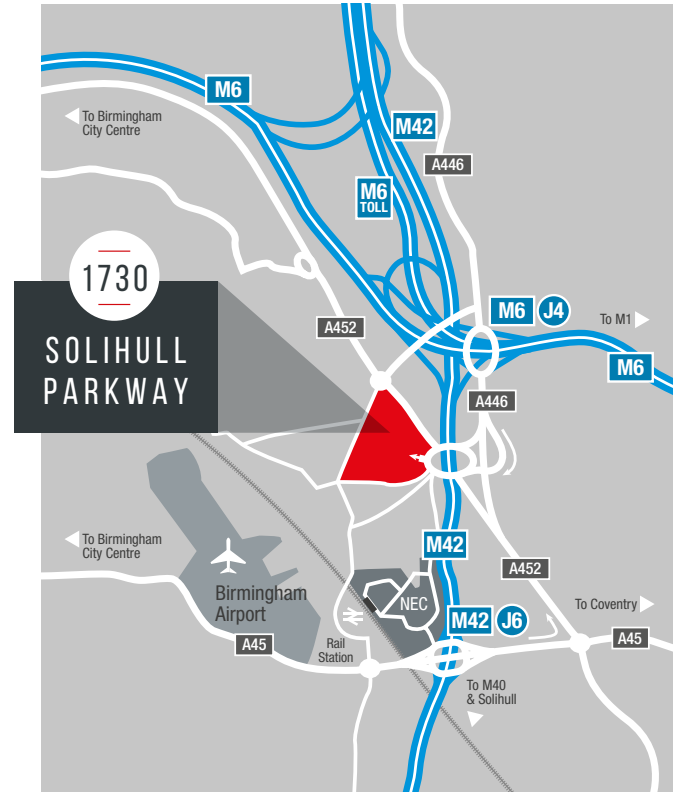 M6
To Birmingham
City Centre
M42
A446
M6
TOLL
1730
SOLIHULL
PARKWAY
M6
J4
To M1
A452
M6
A446
To Birmingham
City Centre
M42
A452
Birmingham
Airport
NEC
To Coventry
M42
J6
A45
Rail
Station
A45
To M40
& Solihull